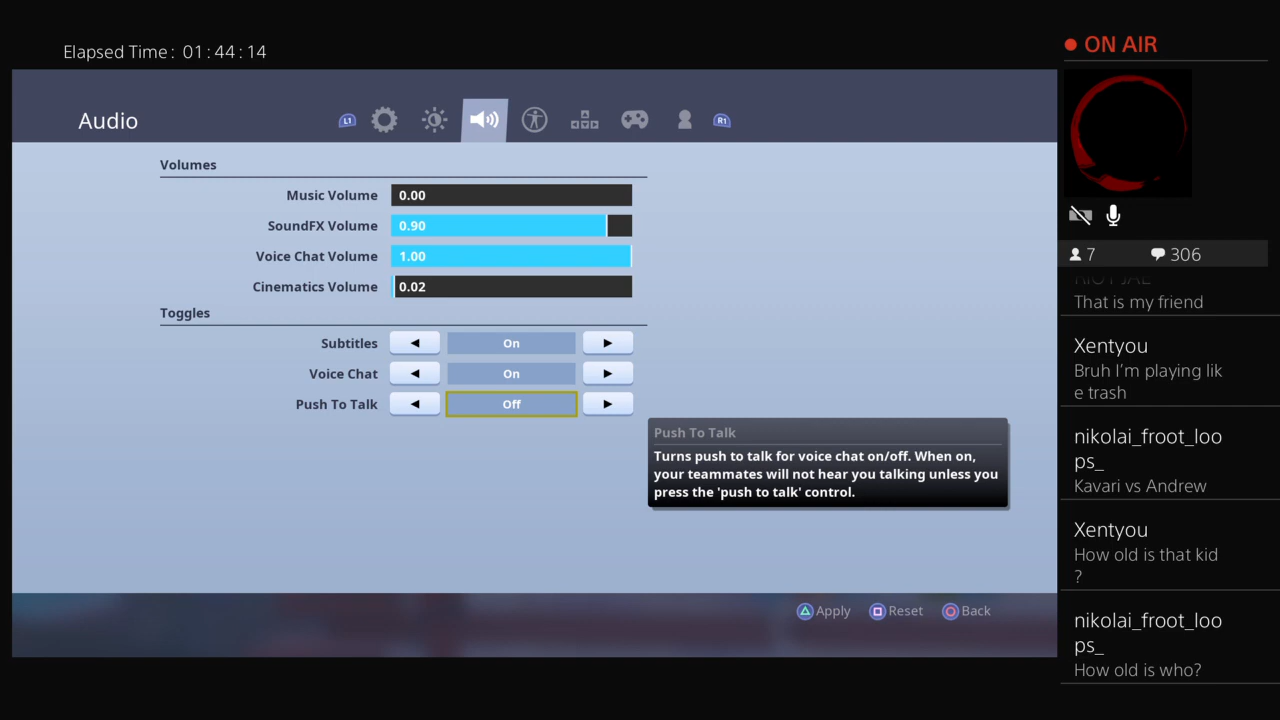 Elapsed Time: 01:44:14
ON AIR
Audio
L1
R1
Volumes
Music Volume 0.00
SoundFX Volume 0.90
Voice Chat Volume 1.00
Cinematics Volume 0.02
Toggles
Subtitles On
Voice Chat On
Push To Talk Off
Push To Talk
Turns push to talk for voice chat on/off. When on,
your teammates will not hear you talking unless you
press the 'push to talk' control.
Apply Reset Back
7 306
That is my friend
Xentyou
Bruh I'm playing lik
e trash
nikolai_froot_loo
ps_
Kavari vs Andrew
Xentyou
How old is that kid
?
nikolai_froot_loo
ps_
How old is who?